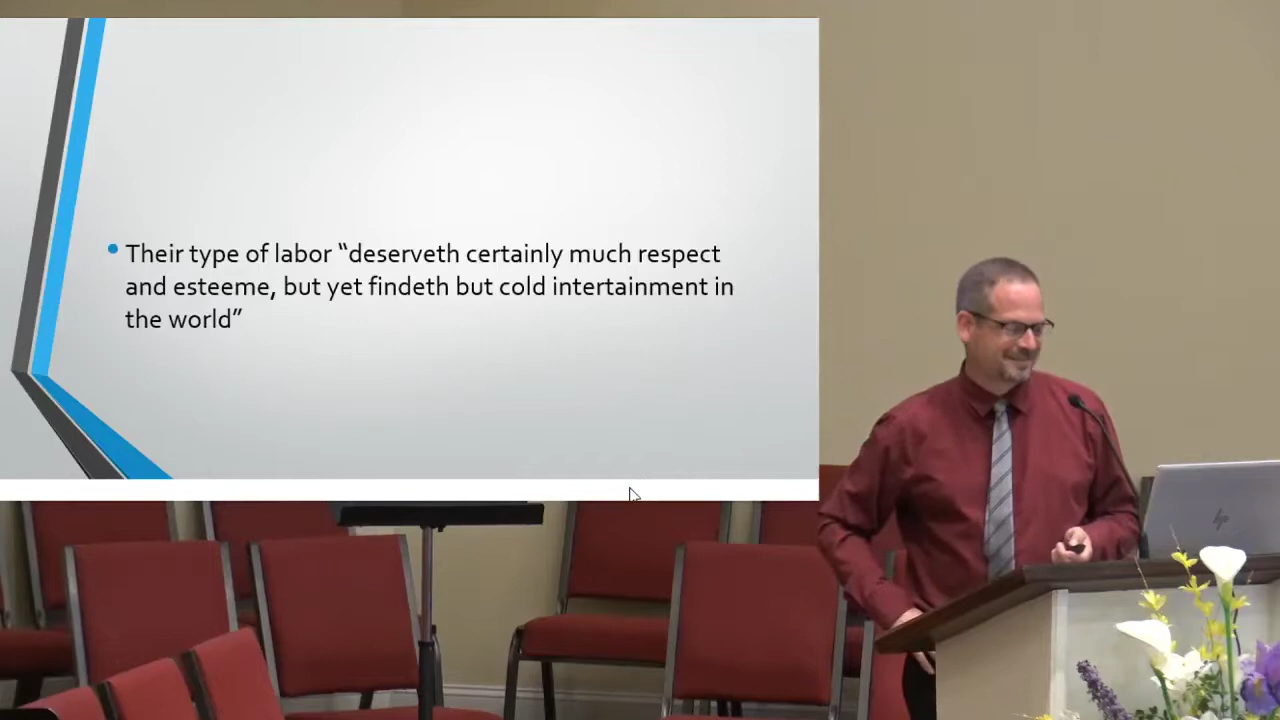 • Their type of labor “deserveth certainly much respect
and esteeme, but yet findeth but cold intertainment in
the world”
hp